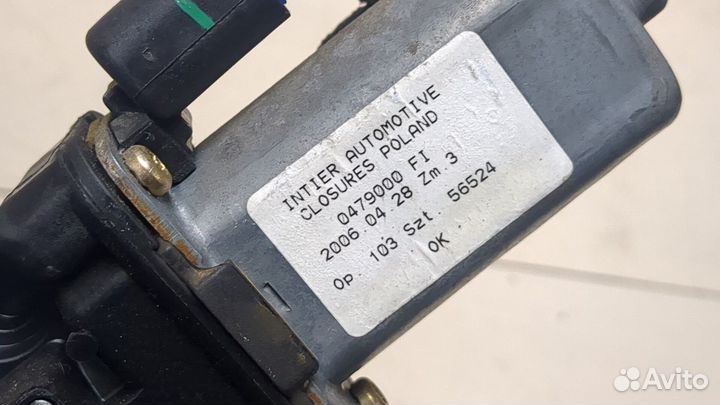 INTIER AUTOMOTIVE
CLOSURES POLAND
0479000 FI
2006.04.28 Zm 3
Op. 103 Szt. 56524
OK
Avito